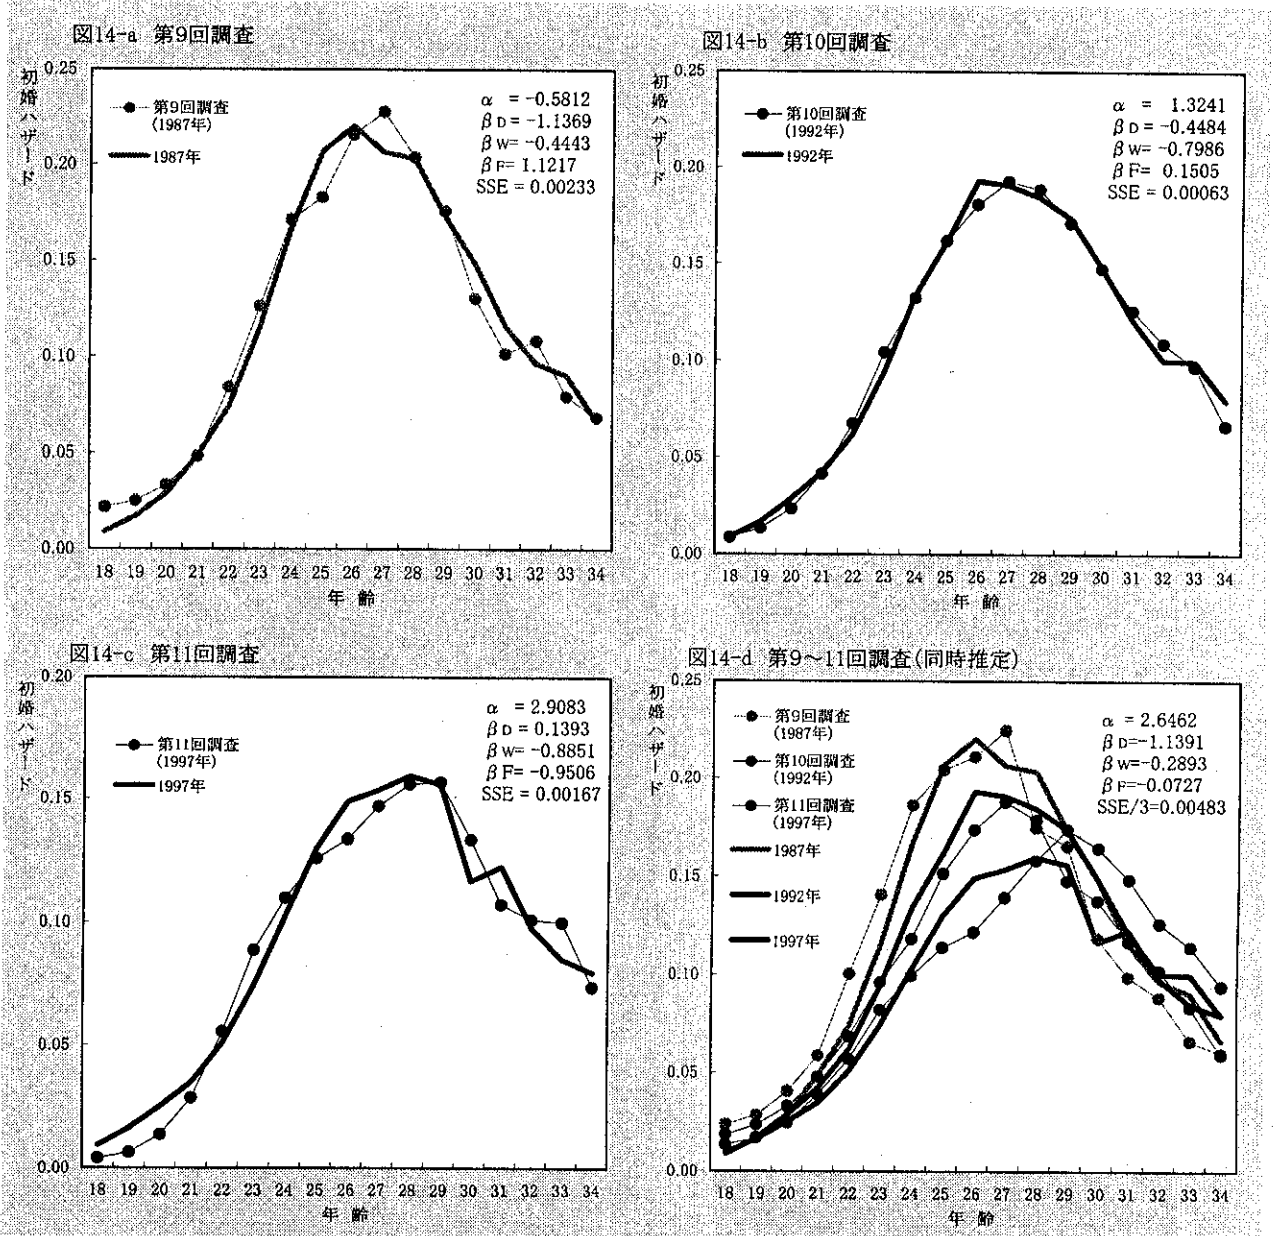 図14-a 第9回調査
初婚ハザード
0.25
0.20
0.15
0.10
0.05
0.00
第9回調査
(1987年)
1987年
α = -0.5812
β D = -1.1369
β W= -0.4443
β F= 1.1217
SSE = 0.00233
18 19 20 21 22 23 24 25 26 27 28 29 30 31 32 33 34
年 齢
図14-b 第10回調査
初婚ハザード
0.25
0.20
0.15
0.10
0.05
0.00
第10回調査
(1992年)
1992年
α = 1.3241
β D = -0.4484
β W= -0.7986
β F= 0.1505
SSE = 0.00063
18 19 20 21 22 23 24 25 26 27 28 29 30 31 32 33 34
年 齢
図14-c 第11回調査
初婚ハザード
0.20
0.15
0.10
0.05
0.00
第11回調査
(1997年)
1997年
α = 2.9083
β D = 0.1393
β W= -0.8851
β F= -0.9506
SSE = 0.00167
18 19 20 21 22 23 24 25 26 27 28 29 30 31 32 33 34
年 齢
図14-d 第9～11回調査(同時推定)
初婚ハザード
0.25
0.20
0.15
0.10
0.05
0.00
第9回調査
(1987年)
第10回調査
(1992年)
第11回調査
(1997年)
1987年
1992年
1997年
α = 2.6462
β D=-1.1391
β W=-0.2893
β F=-0.0727
SSE/3=0.00483
18 19 20 21 22 23 24 25 26 27 28 29 30 31 32 33 34
年 齢